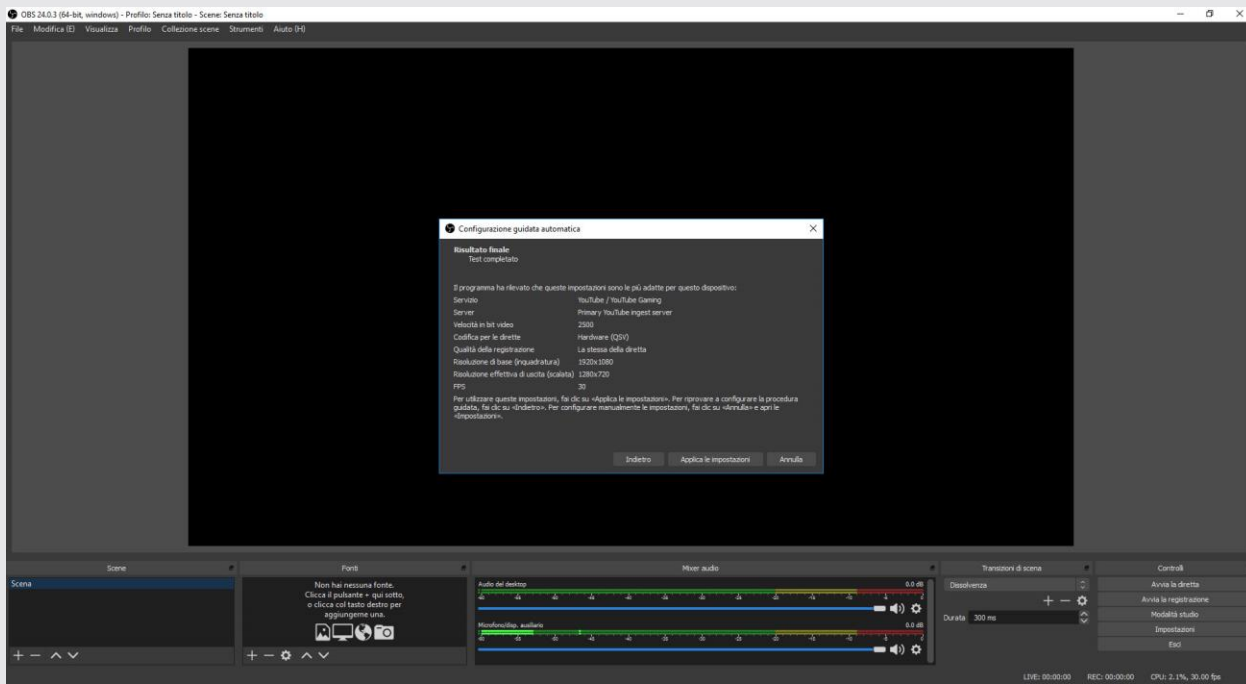 OBS 24.0.3 (64-bit, windows) - Profilo: Senza titolo - Scene: Senza titolo
File Modifica (E) Visualizza Profilo Collezione scene Strumenti Aiuto (H)
Configurazione guidata automatica
Risultato finale
Test completato
Il programma ha rilevato che queste impostazioni sono le più adatte per questo dispositivo:
Servizio YouTube / YouTube Gaming
Server Primary YouTube ingest server
Velocità in bit video 2500
Codifica per le dirette Hardware (QSV)
Qualità della registrazione La stessa della diretta
Risoluzione di base (inquadratura) 1920x1080
Risoluzione effettiva di uscita (scalata) 1280x720
FPS 30
Per utilizzare queste impostazioni, fai clic su «Applica le impostazioni». Per riprovare a configurare la procedura
guidata, fai clic su «Indietro». Per configurare manualmente le impostazioni, fai clic su «Annulla» e apri le
«Impostazioni».
Indietro Applica le impostazioni Annulla
Scene Fonti Mixer audio Transizioni di scena Controlli
Scena
Non hai nessuna fonte.
Clicca il pulsante + qui sotto,
o clicca col tasto destro per
aggiungerne una.
Audio del desktop 0.0 dB
Microfono/disp. ausiliario 0.0 dB
Dissolvenza
Durata 300 ms
Avvia la diretta
Avvia la registrazione
Modalità studio
Impostazioni
Esci
LIVE: 00:00:00 REC: 00:00:00 CPU: 2.1%, 30.00 fps